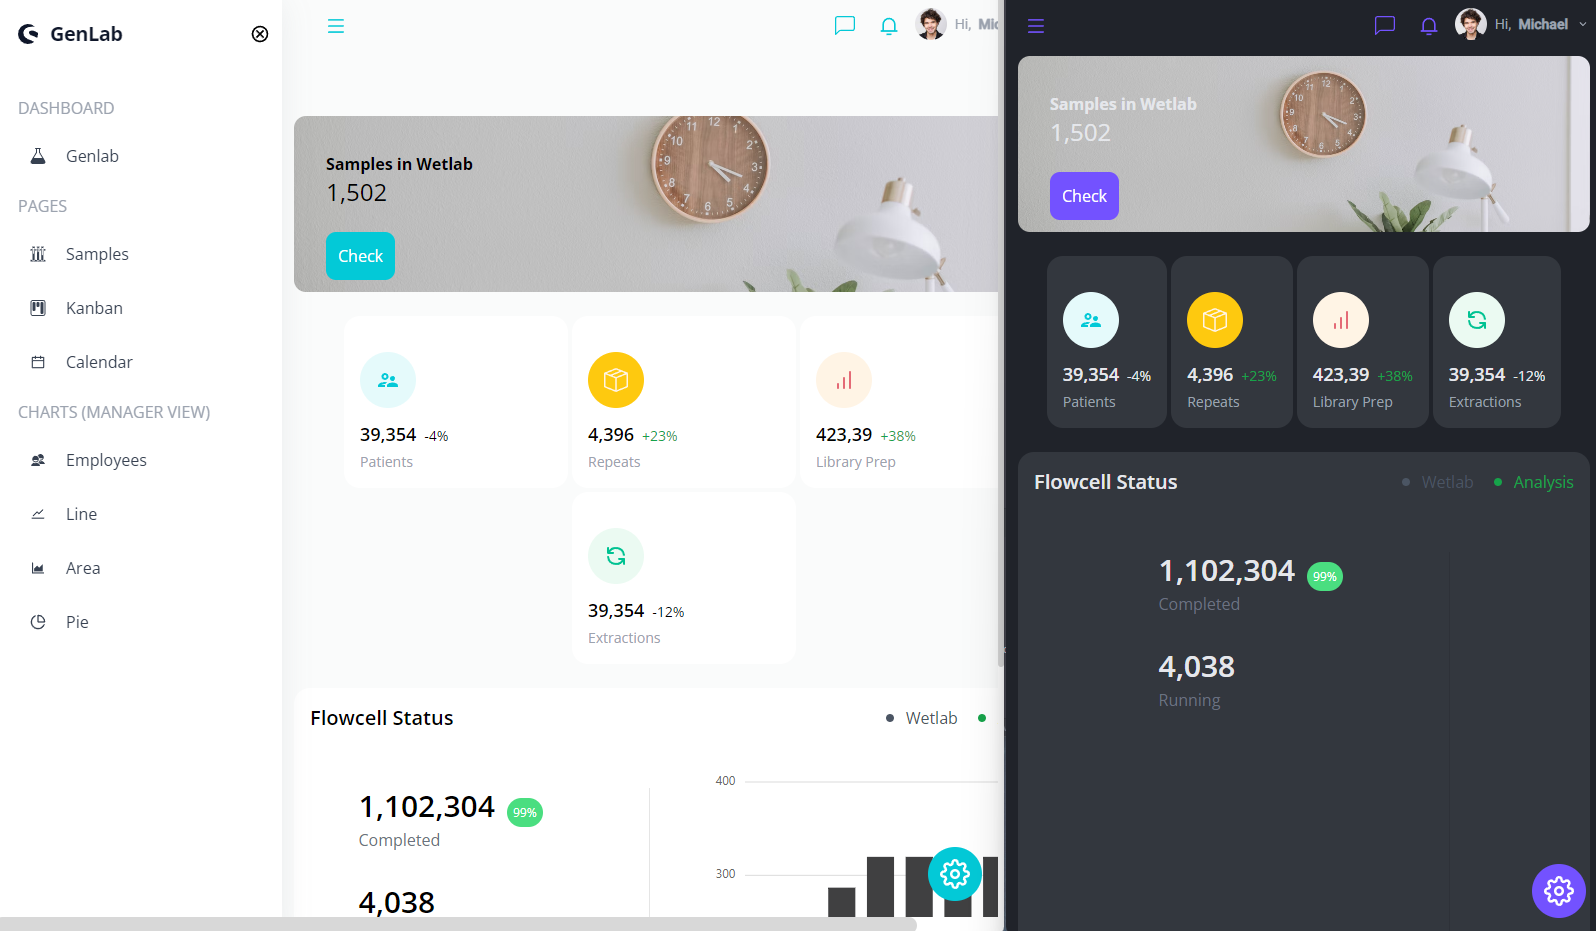 GenLab
DASHBOARD
Genlab
PAGES
Samples
Kanban
Calendar
CHARTS (MANAGER VIEW)
Employees
Line
Area
Pie
Hi, Mic
Samples in Wetlab
1,502
Check
39,354 -4%
Patients
4,396 +23%
Repeats
423,39 +38%
Library Prep
39,354 -12%
Extractions
Flowcell Status
Wetlab
1,102,304 99%
Completed
4,038
400
300
Hi, Michael
Samples in Wetlab
1,502
Check
39,354 -4%
Patients
4,396 +23%
Repeats
423,39 +38%
Library Prep
39,354 -12%
Extractions
Flowcell Status
Wetlab
Analysis
1,102,304 99%
Completed
4,038
Running